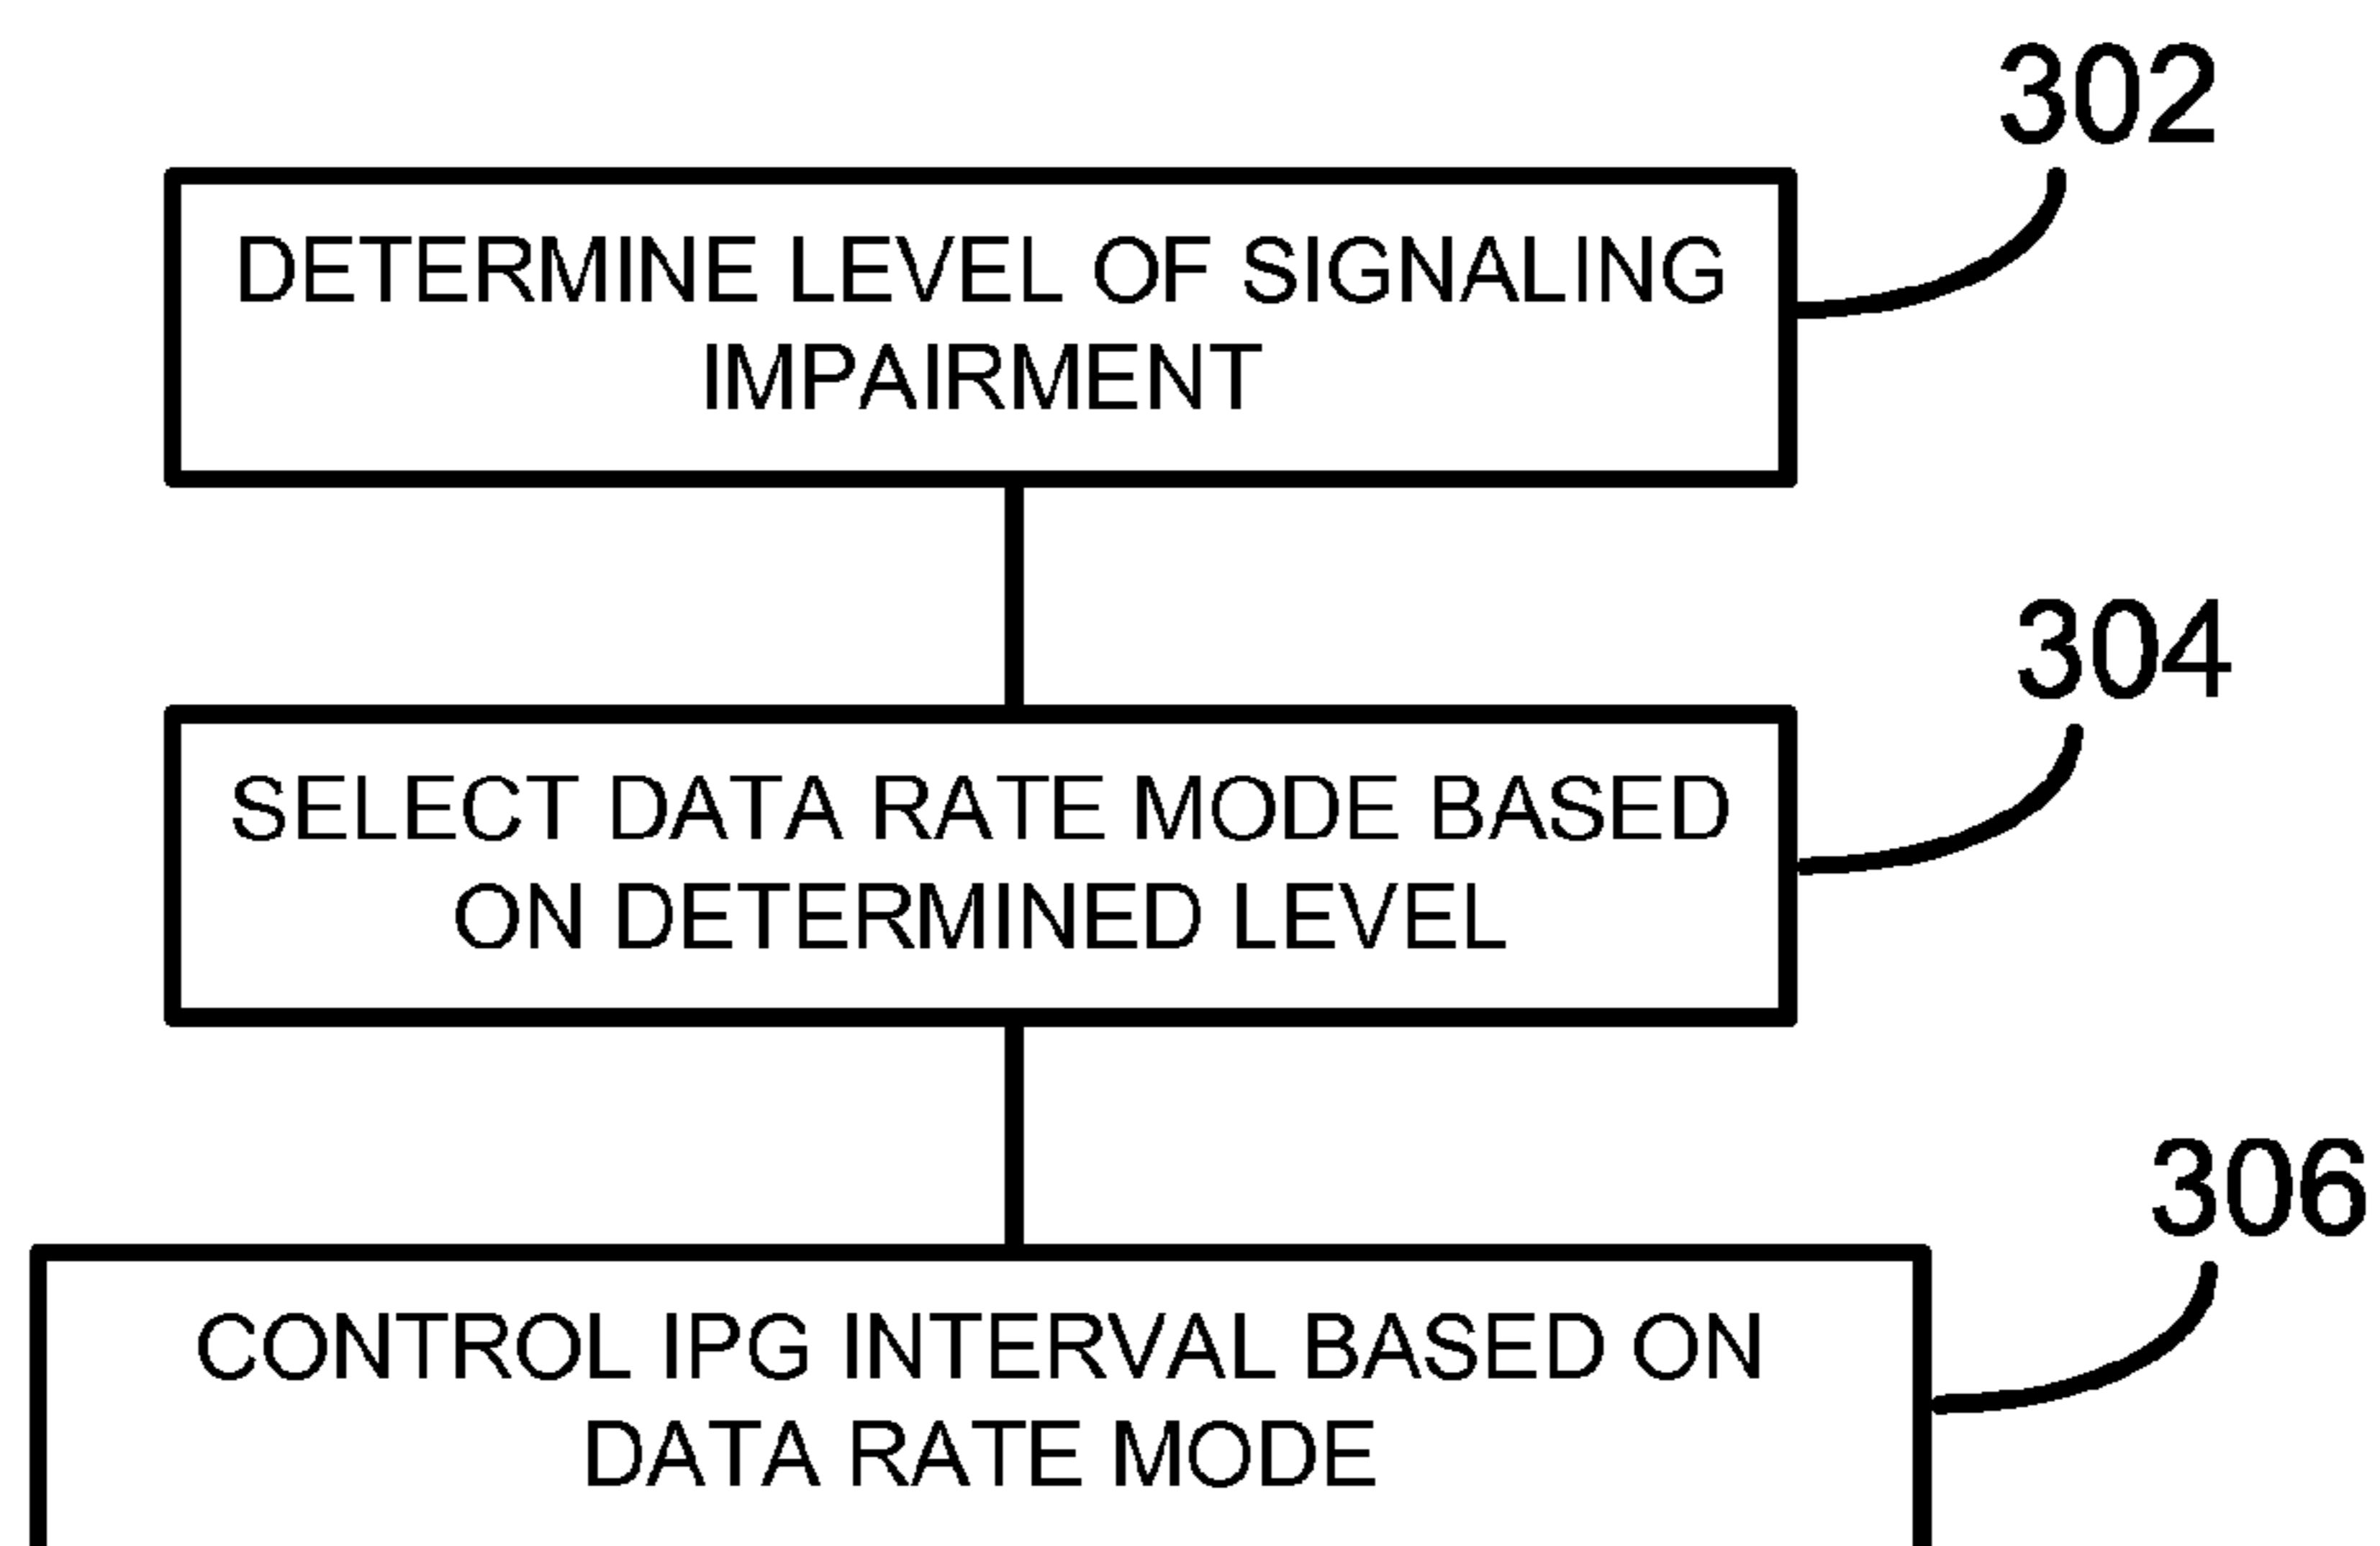 302
DETERMINE LEVEL OF SIGNALING
IMPAIRMENT
304
SELECT DATA RATE MODE BASED
ON DETERMINED LEVEL
306
CONTROL IPG INTERVAL BASED ON
DATA RATE MODE